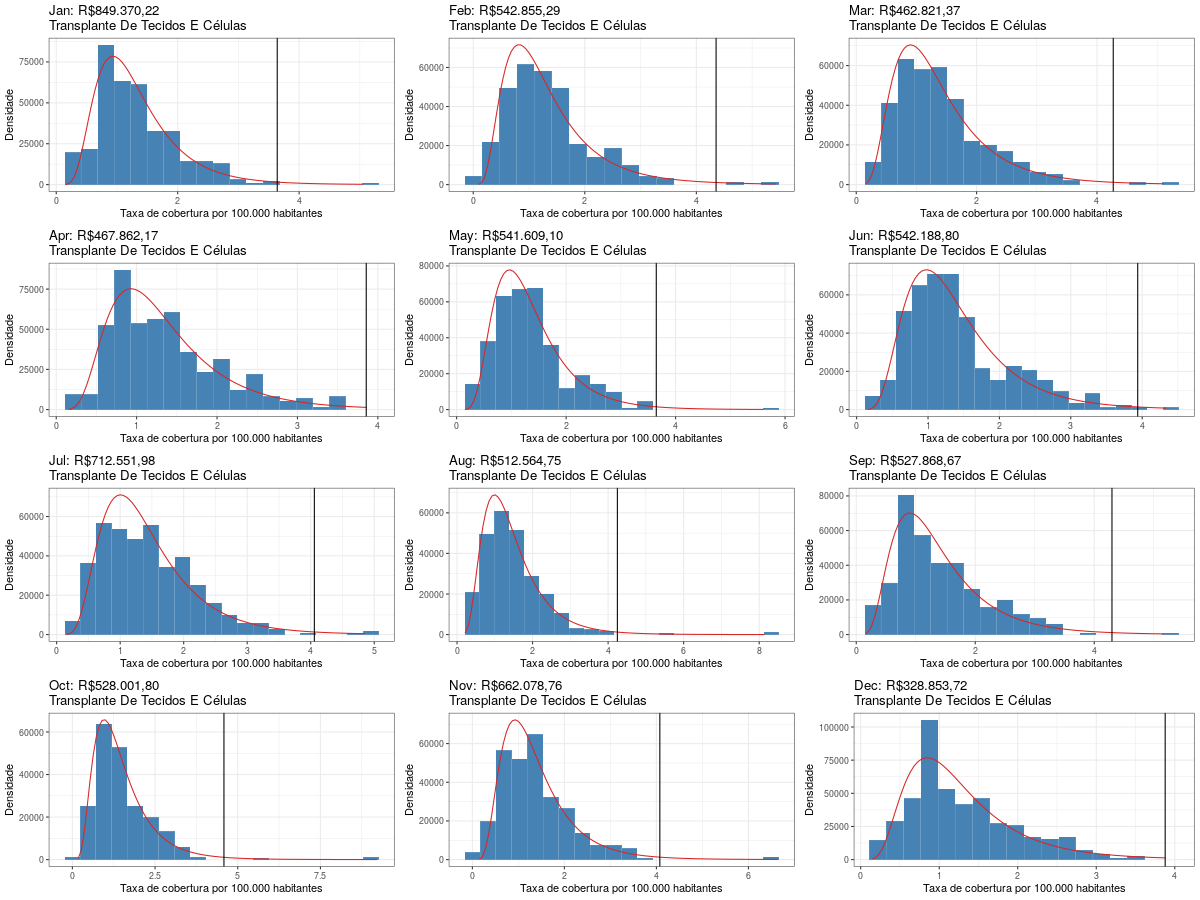 Jan: R$849.370,22
Transplante De Tecidos E Células
Densidade
75000
50000
25000
0
0
2
4
Taxa de cobertura por 100.000 habitantes
Feb: R$542.855,29
Transplante De Tecidos E Células
Densidade
60000
40000
20000
0
0
2
4
Taxa de cobertura por 100.000 habitantes
Mar: R$462.821,37
Transplante De Tecidos E Células
Densidade
60000
40000
20000
0
0
2
4
Taxa de cobertura por 100.000 habitantes
Apr: R$467.862,17
Transplante De Tecidos E Células
Densidade
75000
50000
25000
0
0
1
2
3
4
Taxa de cobertura por 100.000 habitantes
May: R$541.609,10
Transplante De Tecidos E Células
Densidade
80000
60000
40000
20000
0
0
2
4
6
Taxa de cobertura por 100.000 habitantes
Jun: R$542.188,80
Transplante De Tecidos E Células
Densidade
60000
40000
20000
0
0
1
2
3
4
Taxa de cobertura por 100.000 habitantes
Jul: R$712.551,98
Transplante De Tecidos E Células
Densidade
60000
40000
20000
0
0
1
2
3
4
5
Taxa de cobertura por 100.000 habitantes
Aug: R$512.564,75
Transplante De Tecidos E Células
Densidade
60000
40000
20000
0
0
2
4
6
8
Taxa de cobertura por 100.000 habitantes
Sep: R$527.868,67
Transplante De Tecidos E Células
Densidade
80000
60000
40000
20000
0
0
2
4
Taxa de cobertura por 100.000 habitantes
Oct: R$528.001,80
Transplante De Tecidos E Células
Densidade
60000
40000
20000
0
0
2.5
5
7.5
Taxa de cobertura por 100.000 habitantes
Nov: R$662.078,76
Transplante De Tecidos E Células
Densidade
60000
40000
20000
0
0
2
4
6
Taxa de cobertura por 100.000 habitantes
Dec: R$328.853,72
Transplante De Tecidos E Células
Densidade
100000
75000
50000
25000
0
0
1
2
3
4
Taxa de cobertura por 100.000 habitantes